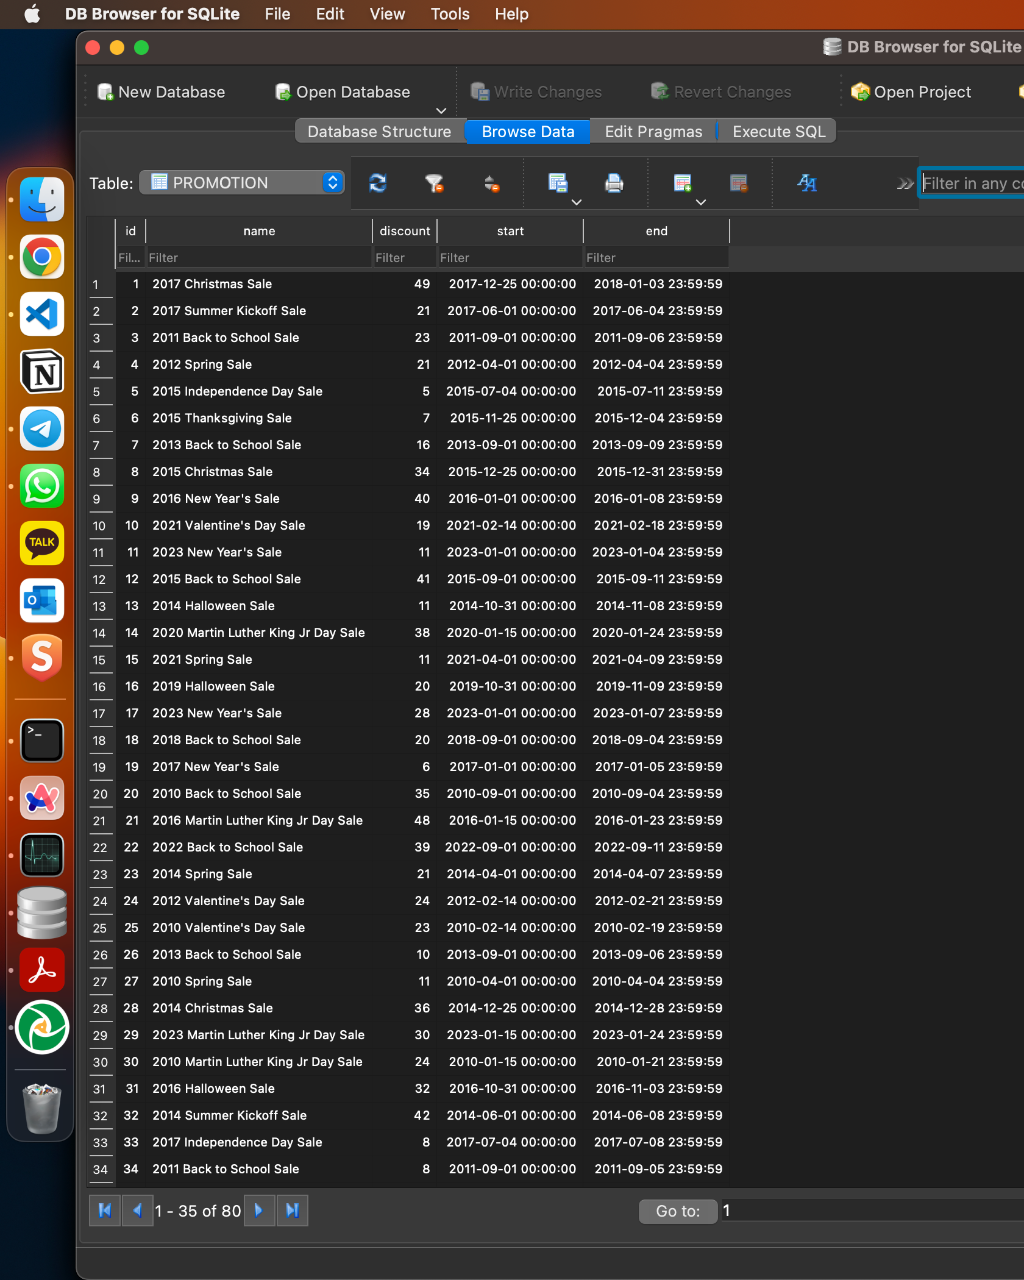 DB Browser for SQLite File Edit View Tools Help
DB Browser for SQLite
New Database Open Database Write Changes Revert Changes Open Project
Database Structure Browse Data Edit Pragmas Execute SQL
Table: PROMOTION Filter in any co
id name discount start end
Fil... Filter Filter Filter Filter
1 1 2017 Christmas Sale 49 2017-12-25 00:00:00 2018-01-03 23:59:59
2 2 2017 Summer Kickoff Sale 21 2017-06-01 00:00:00 2017-06-04 23:59:59
3 3 2011 Back to School Sale 23 2011-09-01 00:00:00 2011-09-06 23:59:59
4 4 2012 Spring Sale 21 2012-04-01 00:00:00 2012-04-04 23:59:59
5 5 2015 Independence Day Sale 5 2015-07-04 00:00:00 2015-07-11 23:59:59
6 6 2015 Thanksgiving Sale 7 2015-11-25 00:00:00 2015-12-04 23:59:59
7 7 2013 Back to School Sale 16 2013-09-01 00:00:00 2013-09-09 23:59:59
8 8 2015 Christmas Sale 34 2015-12-25 00:00:00 2015-12-31 23:59:59
9 9 2016 New Year's Sale 40 2016-01-01 00:00:00 2016-01-08 23:59:59
10 10 2021 Valentine's Day Sale 19 2021-02-14 00:00:00 2021-02-18 23:59:59
11 11 2023 New Year's Sale 11 2023-01-01 00:00:00 2023-01-04 23:59:59
12 12 2015 Back to School Sale 41 2015-09-01 00:00:00 2015-09-11 23:59:59
13 13 2014 Halloween Sale 11 2014-10-31 00:00:00 2014-11-08 23:59:59
14 14 2020 Martin Luther King Jr Day Sale 38 2020-01-15 00:00:00 2020-01-24 23:59:59
15 15 2021 Spring Sale 11 2021-04-01 00:00:00 2021-04-09 23:59:59
16 16 2019 Halloween Sale 20 2019-10-31 00:00:00 2019-11-09 23:59:59
17 17 2023 New Year's Sale 28 2023-01-01 00:00:00 2023-01-07 23:59:59
18 18 2018 Back to School Sale 20 2018-09-01 00:00:00 2018-09-04 23:59:59
19 19 2017 New Year's Sale 6 2017-01-01 00:00:00 2017-01-05 23:59:59
20 20 2010 Back to School Sale 35 2010-09-01 00:00:00 2010-09-04 23:59:59
21 21 2016 Martin Luther King Jr Day Sale 48 2016-01-15 00:00:00 2016-01-23 23:59:59
22 22 2022 Back to School Sale 39 2022-09-01 00:00:00 2022-09-11 23:59:59
23 23 2014 Spring Sale 21 2014-04-01 00:00:00 2014-04-07 23:59:59
24 24 2012 Valentine's Day Sale 24 2012-02-14 00:00:00 2012-02-21 23:59:59
25 25 2010 Valentine's Day Sale 23 2010-02-14 00:00:00 2010-02-19 23:59:59
26 26 2013 Back to School Sale 10 2013-09-01 00:00:00 2013-09-06 23:59:59
27 27 2010 Spring Sale 11 2010-04-01 00:00:00 2010-04-04 23:59:59
28 28 2014 Christmas Sale 36 2014-12-25 00:00:00 2014-12-28 23:59:59
29 29 2023 Martin Luther King Jr Day Sale 30 2023-01-15 00:00:00 2023-01-24 23:59:59
30 30 2010 Martin Luther King Jr Day Sale 24 2010-01-15 00:00:00 2010-01-21 23:59:59
31 31 2016 Halloween Sale 32 2016-10-31 00:00:00 2016-11-03 23:59:59
32 32 2014 Summer Kickoff Sale 42 2014-06-01 00:00:00 2014-06-08 23:59:59
33 33 2017 Independence Day Sale 8 2017-07-04 00:00:00 2017-07-08 23:59:59
34 34 2011 Back to School Sale 8 2011-09-01 00:00:00 2011-09-05 23:59:59
1 - 35 of 80 Go to: 1
TALK